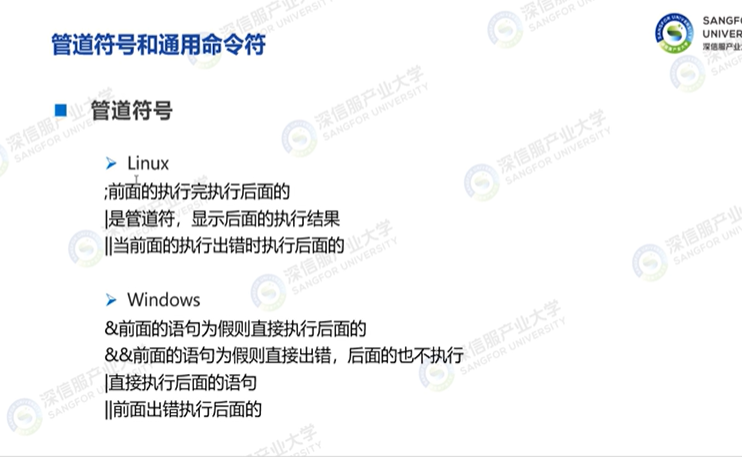 管道符号和通用命令符
SANGFO
UNIVER
深信服产业大
管道符号
Linux
;前面的执行完执行后面的
|是管道符，显示后面的执行结果
||当前面的执行出错时执行后面的
Windows
&前面的语句为假则直接执行后面的
&&前面的语句为假则直接出错，后面的也不执行
|直接执行后面的语句
||前面出错执行后面的
深信服产业大学
SANGFOR UNIVERSITY